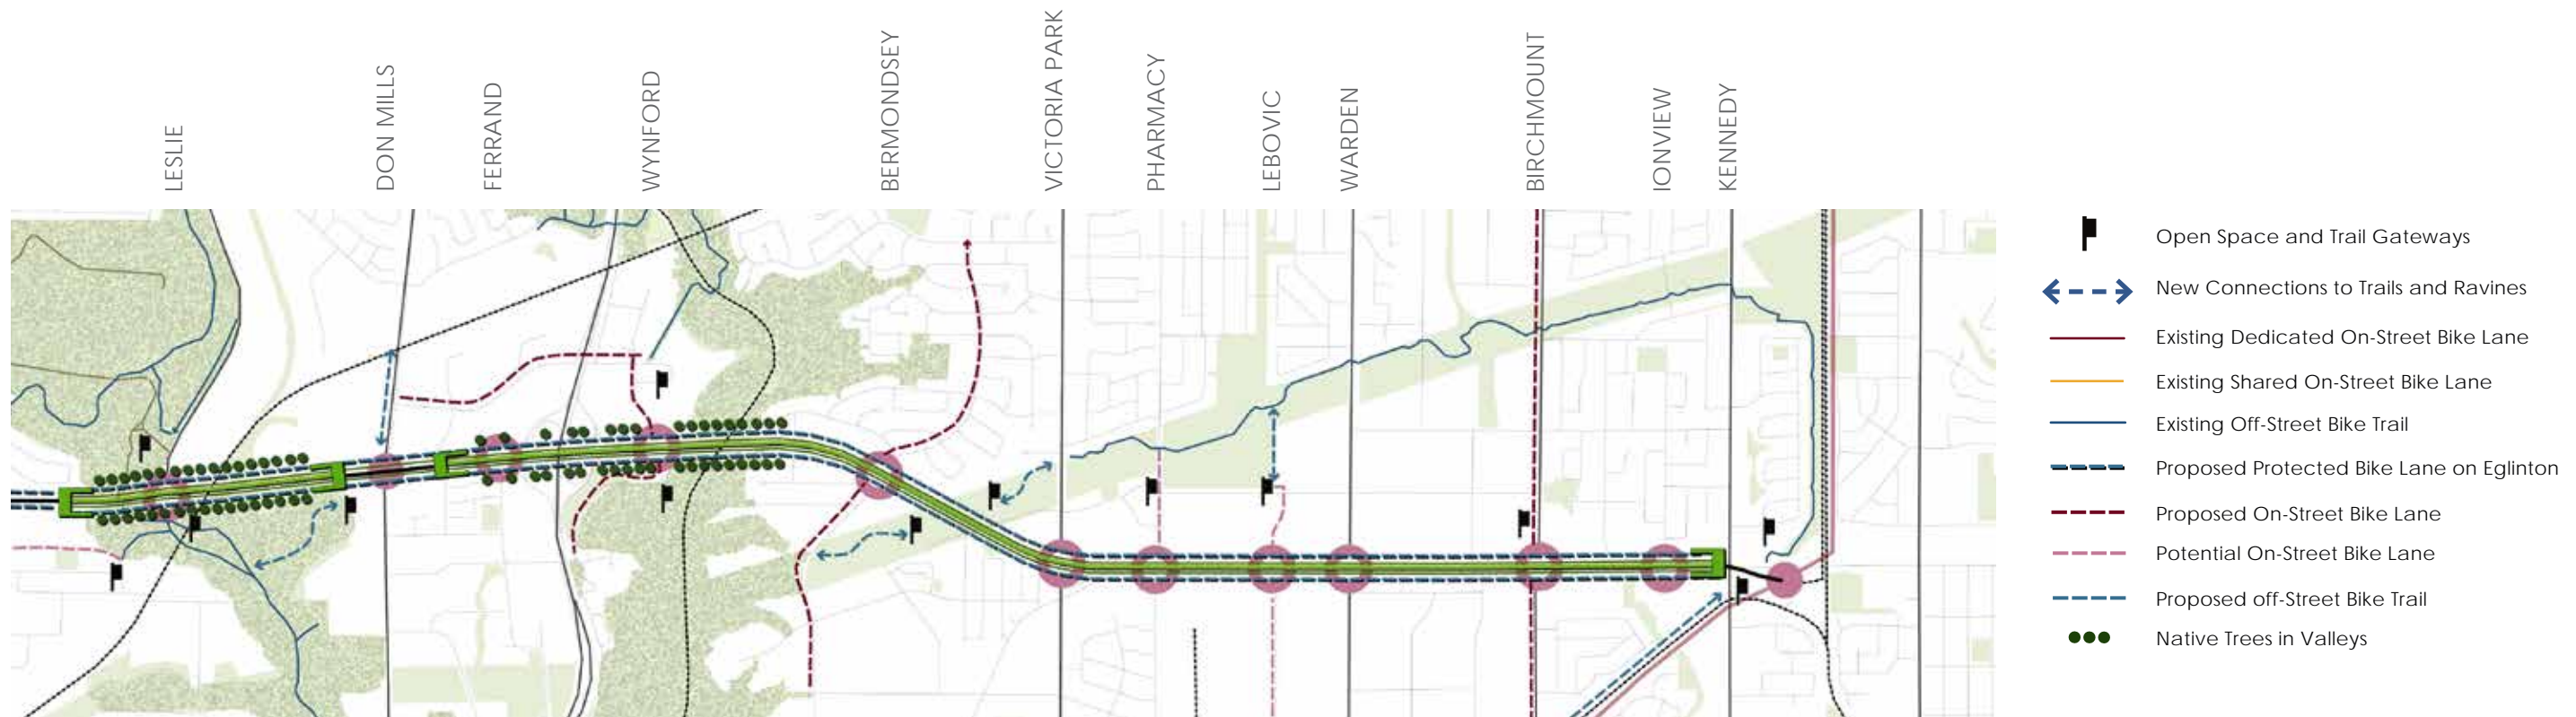 LESLIE
DON MILLS
FERRAND
WYNFORD
BERMONDSEY
VICTORIA PARK
PHARMACY
LEBOVIC
WARDEN
BIRCHMOUNT
IONVIEW
KENNEDY
Open Space and Trail Gateways
New Connections to Trails and Ravines
Existing Dedicated On-Street Bike Lane
Existing Shared On-Street Bike Lane
Existing Off-Street Bike Trail
Proposed Protected Bike Lane on Eglinton
Proposed On-Street Bike Lane
Potential On-Street Bike Lane
Proposed off-Street Bike Trail
Native Trees in Valleys